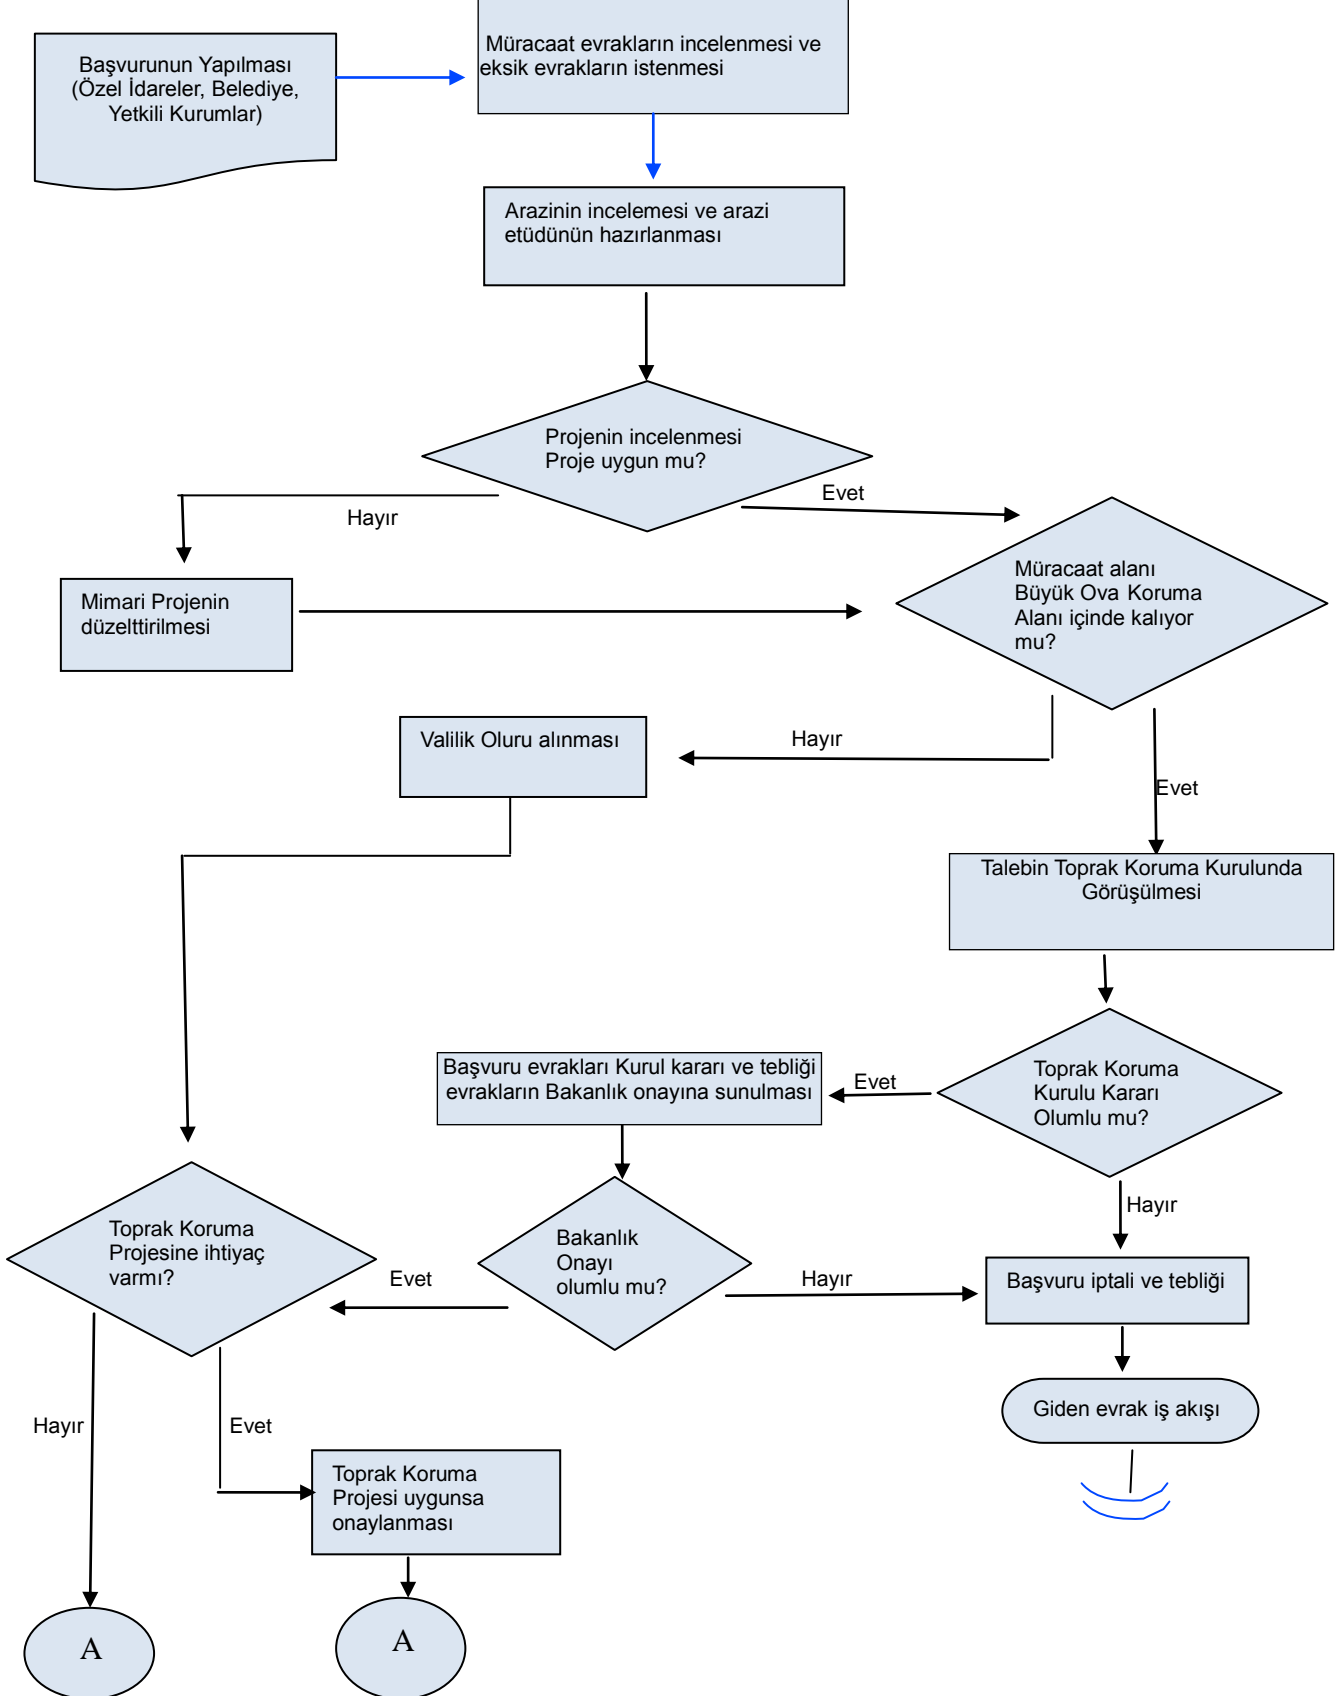 Başvurunun Yapılması
(Özel İdareler, Belediye,
Yetkili Kurumlar)
Müracaat evrakların incelenmesi ve
eksik evrakların istenmesi
Arazinin incelemesi ve arazi
etüdünün hazırlanması
Projenin incelenmesi
Proje uygun mu?
Evet
Hayır
Müracaat alanı
Büyük Ova Koruma
Alanı içinde kalıyor
mu?
Mimari Projenin
düzelttirilmesi
Valilik Oluru alınması
Hayır
Evet
Talebin Toprak Koruma Kurulunda
Görüşülmesi
Başvuru evrakları Kurul kararı ve tebliği
evrakların Bakanlık onayına sunulması
Evet
Toprak Koruma
Kurulu Kararı
Olumlu mu?
Hayır
Toprak Koruma
Projesine ihtiyaç
varmı?
Evet
Bakanlık
Onayı
olumlu mu?
Hayır
Başvuru iptali ve tebliği
Giden evrak iş akışı
Hayır
Evet
Toprak Koruma
Projesi uygunsa
onaylanması
A
A